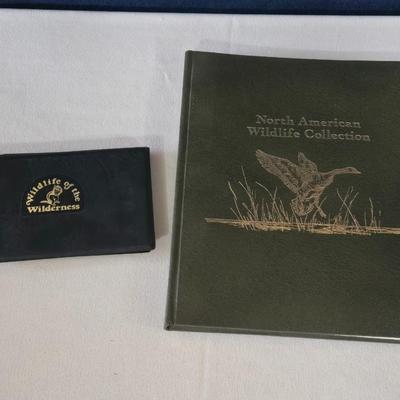 Wildlife of the
Wilderness
North American
Wildlife Collection